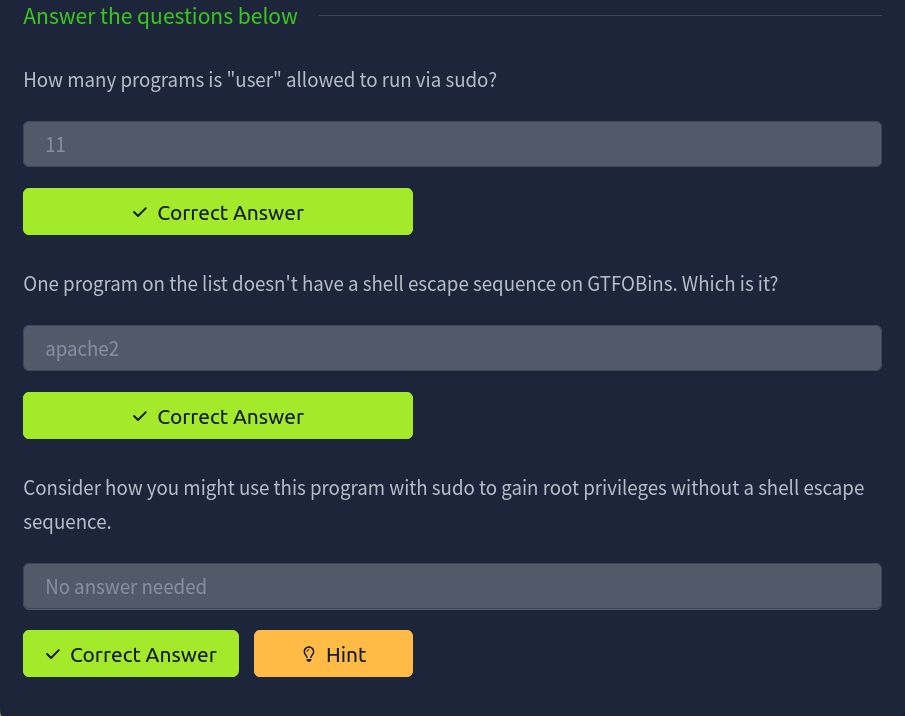 Answer the questions below
How many programs is "user" allowed to run via sudo?
11
Correct Answer
One program on the list doesn't have a shell escape sequence on GTFOBins. Which is it?
apache2
Correct Answer
Consider how you might use this program with sudo to gain root privileges without a shell escape
sequence.
No answer needed
Correct Answer
Hint